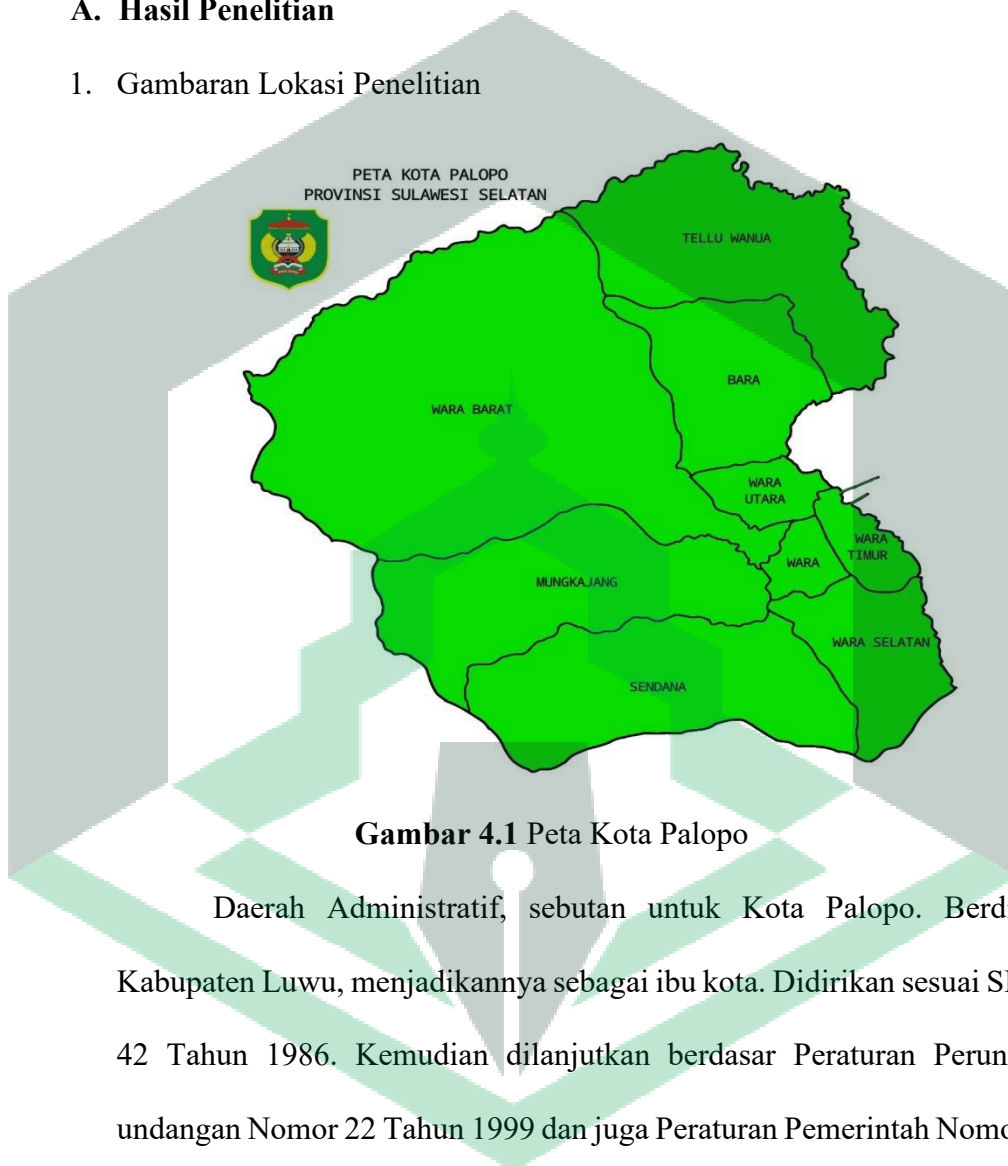 A. Hasil Penelitian
1. Gambaran Lokasi Penelitian
PETA KOTA PALOPO
PROVINSI SULAWESI SELATAN
TELLU WANUA
BARA
WARA BARAT
WARA
UTARA
WARA
TIMUR
WARA
MUNGKAJANG
WARA SELATAN
SENDANA
Gambar 4.1 Peta Kota Palopo
Daerah Administratif, sebutan untuk Kota Palopo.
Kabupaten Luwu, menjadikannya sebagai ibu kota. Didirikan sesuai
42 Tahun 1986. Kemudian dilanjutkan berdasar Peraturan
undangan Nomor 22 Tahun 1999 dan juga Peraturan Pemerintah